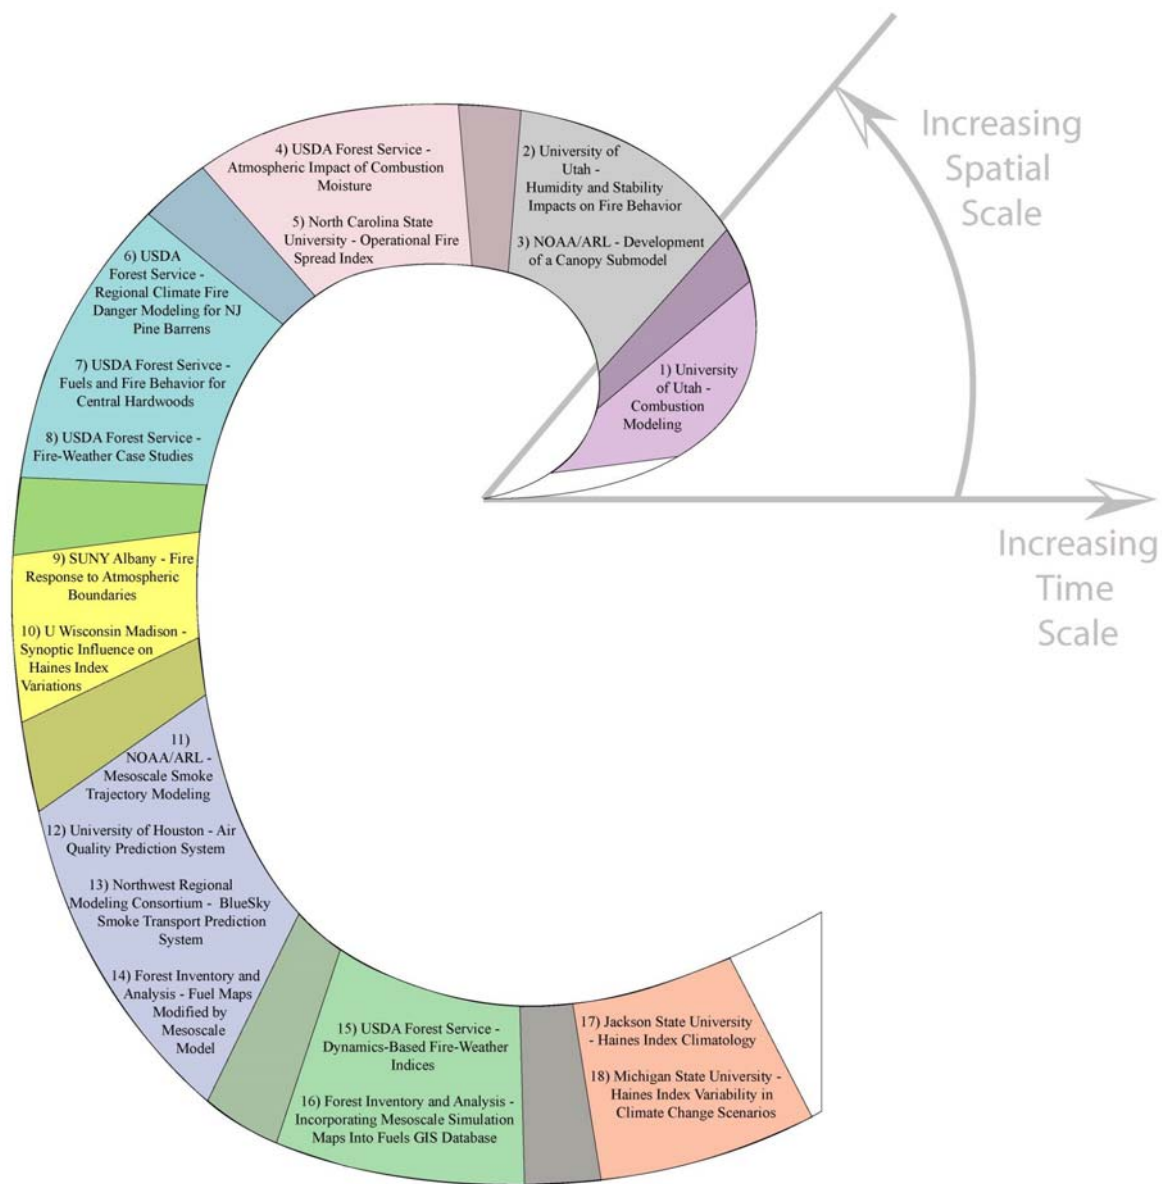 Increasing
Spatial
Scale
Increasing
Time
Scale
1) University
of Utah -
Combustion
Modeling
2) University of
Utah -
Humidity and Stability
Impacts on Fire Behavior
3) NOAA/ARL - Development
of a Canopy Submodel
4) USDA Forest Service -
Atmospheric Impact of Combustion
Moisture
5) North Carolina State
University - Operational Fire
Spread Index
6) USDA
Forest Service -
Regional Climate Fire
Danger Modeling for NJ
Pine Barrens
7) USDA Forest Serivce -
Fuels and Fire Behavior for
Central Hardwoods
8) USDA Forest Service -
Fire-Weather Case Studies
9) SUNY Albany - Fire
Response to Atmospheric
Boundaries
10) U Wisconsin Madison -
Synoptic Influence on
Haines Index
Variations
11)
NOAA/ARL -
Mesoscale Smoke
Trajectory Modeling
12) University of Houston - Air
Quality Prediction System
13) Northwest Regional
Modeling Consortium - BlueSky
Smoke Transport Prediction
System
14) Forest Inventory and
Analysis - Fuel Maps
Modified by
Mesoscale
Model
15) USDA Forest Service -
Dynamics-Based Fire-Weather
Indices
16) Forest Inventory and Analysis -
Incorporating Mesoscale Simulation
Maps Into Fuels GIS Database
17) Jackson State University
- Haines Index Climatology
18) Michigan State University -
Haines Index Variability in
Climate Change Scenarios